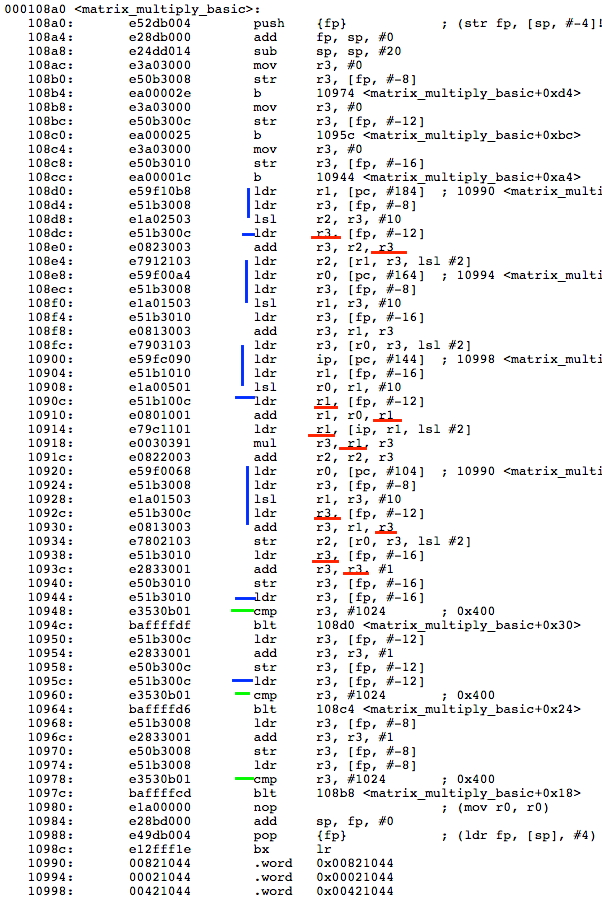 000108a0 <matrix_multiply_basic>:
108a0: e52db004 push {fp} ; (str fp, [sp, #-4]!
108a4: e28db000 add fp, sp, #0
108a8: e24dd014 sub sp, sp, #20
108ac: e3a03000 mov r3, #0
108b0: e50b3008 str r3, [fp, #-8]
108b4: ea00002e b 10974 <matrix_multiply_basic+0xd4>
108b8: e3a03000 mov r3, #0
108bc: e50b300c str r3, [fp, #-12]
108c0: ea000025 b 1095c <matrix_multiply_basic+0xbc>
108c4: e3a03000 mov r3, #0
108c8: e50b3010 str r3, [fp, #-16]
108cc: ea00001c b 10944 <matrix_multiply_basic+0xa4>
108d0: e59f10b8 ldr r1, [pc, #184] ; 10990 <matrix_multi
108d4: e51b3008 ldr r3, [fp, #-8]
108d8: e1a02503 lsl r2, r3, #10
108dc: e51b300c ldr r3, [fp, #-12]
108e0: e0823003 add r3, r2, r3
108e4: e7912103 ldr r2, [r1, r3, lsl #2]
108e8: e59f00a4 ldr r0, [pc, #164] ; 10994 <matrix_multi
108ec: e51b3008 ldr r3, [fp, #-8]
108f0: e1a01503 lsl r1, r3, #10
108f4: e51b3010 ldr r3, [fp, #-16]
108f8: e0813003 add r3, r1, r3
108fc: e7903103 ldr r3, [r0, r3, lsl #2]
10900: e59fc090 ldr ip, [pc, #144] ; 10998 <matrix_multi
10904: e51b1010 ldr r1, [fp, #-16]
10908: e1a00501 lsl r0, r1, #10
1090c: e51b100c ldr r1, [fp, #-12]
10910: e0801001 add r1, r0, r1
10914: e79c1101 ldr r1, [ip, r1, lsl #2]
10918: e0030391 mul r3, r1, r3
1091c: e0822003 add r2, r2, r3
10920: e59f0068 ldr r0, [pc, #104] ; 10990 <matrix_multi
10924: e51b3008 ldr r3, [fp, #-8]
10928: e1a01503 lsl r1, r3, #10
1092c: e51b300c ldr r3, [fp, #-12]
10930: e0813003 add r3, r1, r3
10934: e7802103 str r2, [r0, r3, lsl #2]
10938: e51b3010 ldr r3, [fp, #-16]
1093c: e2833001 add r3, r3, #1
10940: e50b3010 str r3, [fp, #-16]
10944: e51b3010 ldr r3, [fp, #-16]
10948: e3530b01 cmp r3, #1024 ; 0x400
1094c: baffffdf blt 108d0 <matrix_multiply_basic+0x30>
10950: e51b300c ldr r3, [fp, #-12]
10954: e2833001 add r3, r3, #1
10958: e50b300c str r3, [fp, #-12]
1095c: e51b300c ldr r3, [fp, #-12]
10960: e3530b01 cmp r3, #1024 ; 0x400
10964: baffffd6 blt 108c4 <matrix_multiply_basic+0x24>
10968: e51b3008 ldr r3, [fp, #-8]
1096c: e2833001 add r3, r3, #1
10970: e50b3008 str r3, [fp, #-8]
10974: e51b3008 ldr r3, [fp, #-8]
10978: e3530b01 cmp r3, #1024 ; 0x400
1097c: baffffcd blt 108b8 <matrix_multiply_basic+0x18>
10980: e1a00000 nop ; (mov r0, r0)
10984: e28bd000 add sp, fp, #0
10988: e49db004 pop {fp} ; (ldr fp, [sp], #4)
1098c: e12fff1e bx lr
10990: 00821044 .word 0x00821044
10994: 00021044 .word 0x00021044
10998: 00421044 .word 0x00421044